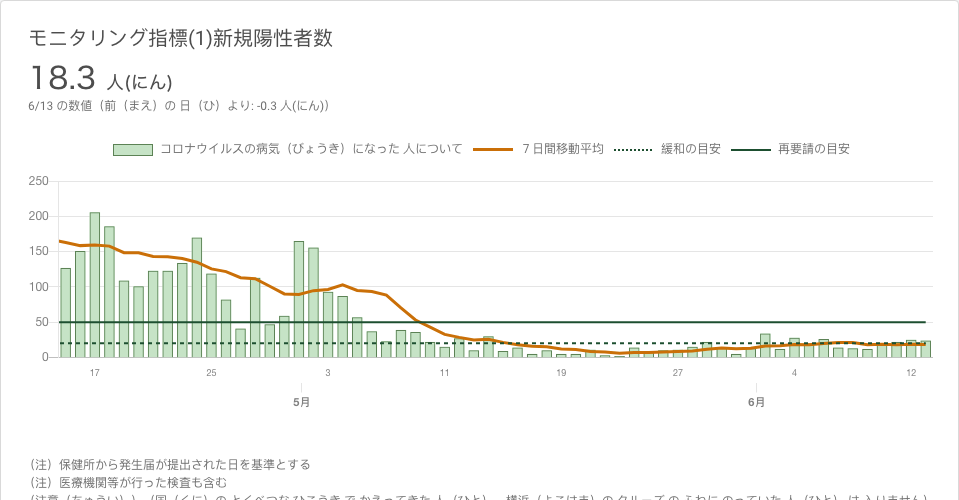 モニタリング指標(1)新規陽性者数
18.3 人(にん)
6/13 の数値（前（まえ）の 日（ひ）より: -0.3 人(にん)）
コロナウイルスの病気（びょうき）になった 人について 7 日間移動平均 緩和の目安 再要請の目安
250
200
150
100
50
0
17 25 3 11 19 27 4 12
5月 6月
（注）保健所から発生届が提出された日を基準とする
（注）医療機関等が行った検査も含む